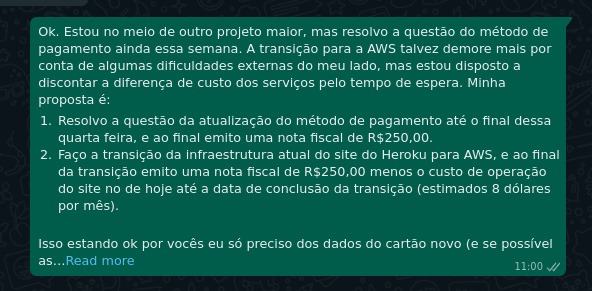 Ok. Estou no meio de outro projeto maior, mas resolvo a questão do método de
pagamento ainda essa semana. A transição para a AWS talvez demore mais por
conta de algumas dificuldades externas do meu lado, mas estou disposto a
discontar a diferença de custo dos serviços pelo tempo de espera. Minha
proposta é:
1. Resolvo a questão da atualização do método de pagamento até o final dessa
quarta feira, e ao final emito uma nota fiscal de R$250,00.
2. Faço a transição da infraestrutura atual do site do Heroku para AWS, e ao final
da transição emito uma nota fiscal de R$250,00 menos o custo de operação
do site no de hoje até a data de conclusão da transição (estimados 8 dólares
por mês).
Isso estando ok por vocês eu só preciso dos dados do cartão novo (e se possível
as...Read more
11:00